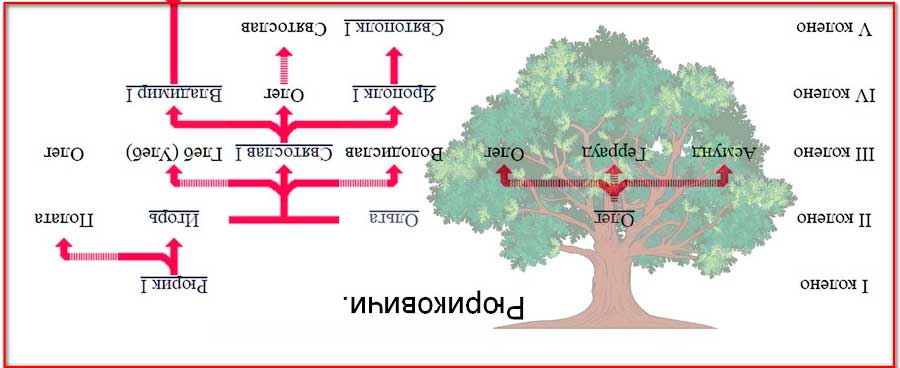 Рюриковичи.
I колено Рюрик I
II колено Олег Ольга Игорь Полата
III колено Асмунд Геррауд Олег Володислав Святослав I Глеб (Улеб) Олег
IV колено Ярополк I Олег Владимир I
V колено Святополк I Святослав